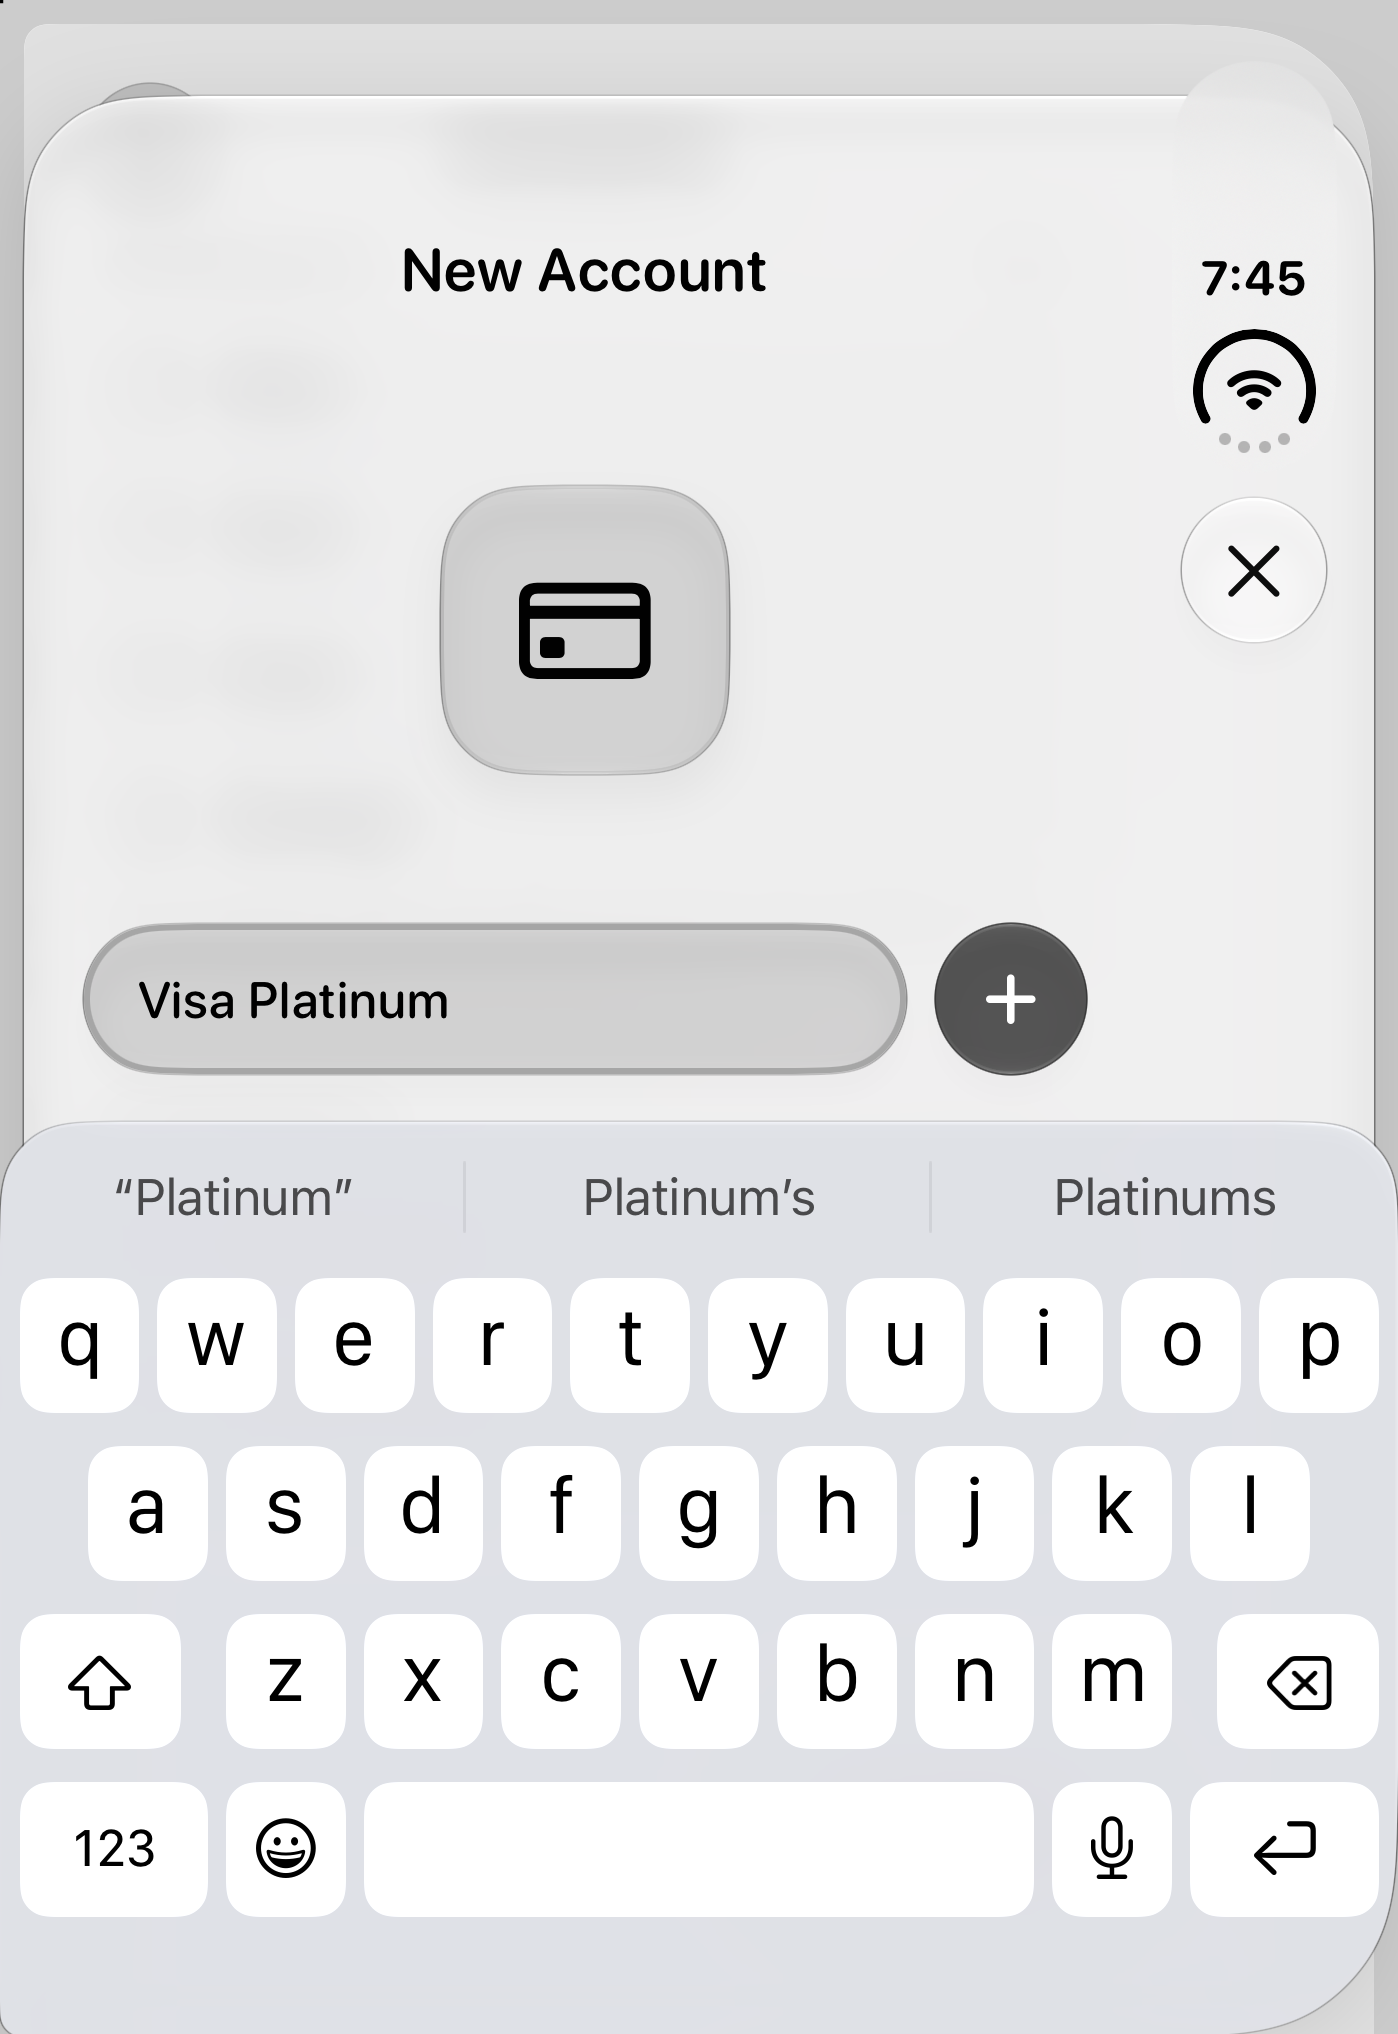 New Account
7:45
Visa Platinum
“Platinum” Platinum’s Platinums
q w e r t y u i o p
a s d f g h j k l
z x c v b n m
123